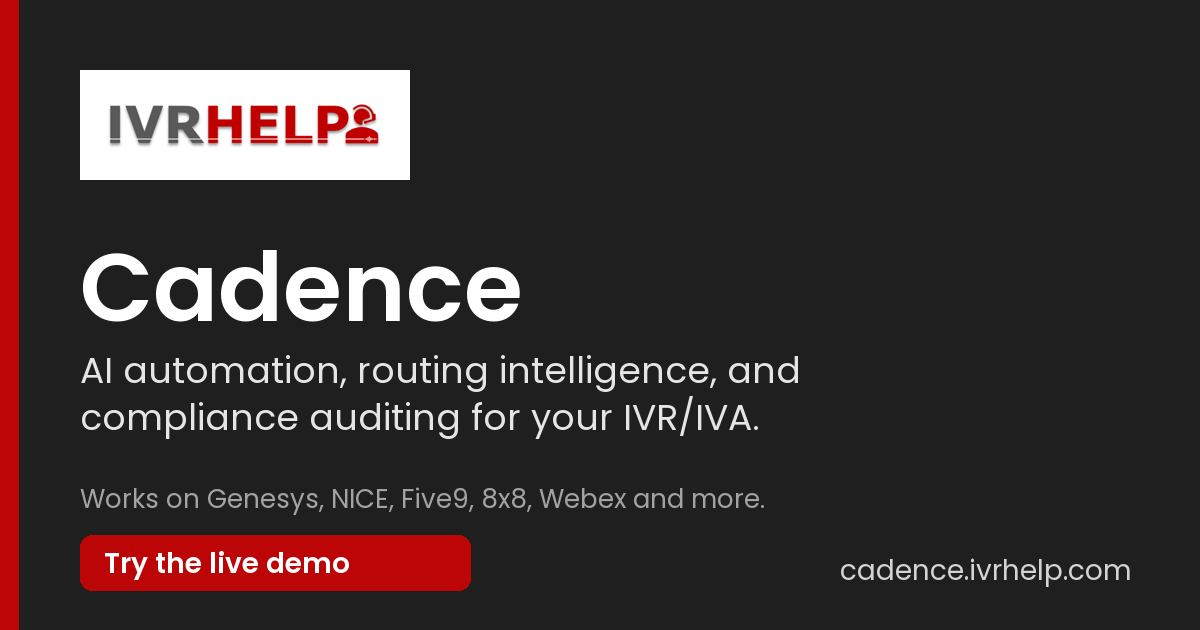 IVRHELP
Cadence
AI automation, routing intelligence, and
compliance auditing for your IVR/IVA.
Works on Genesys, NICE, Five9, 8x8, Webex and more.
Try the live demo
cadence.ivrhelp.com